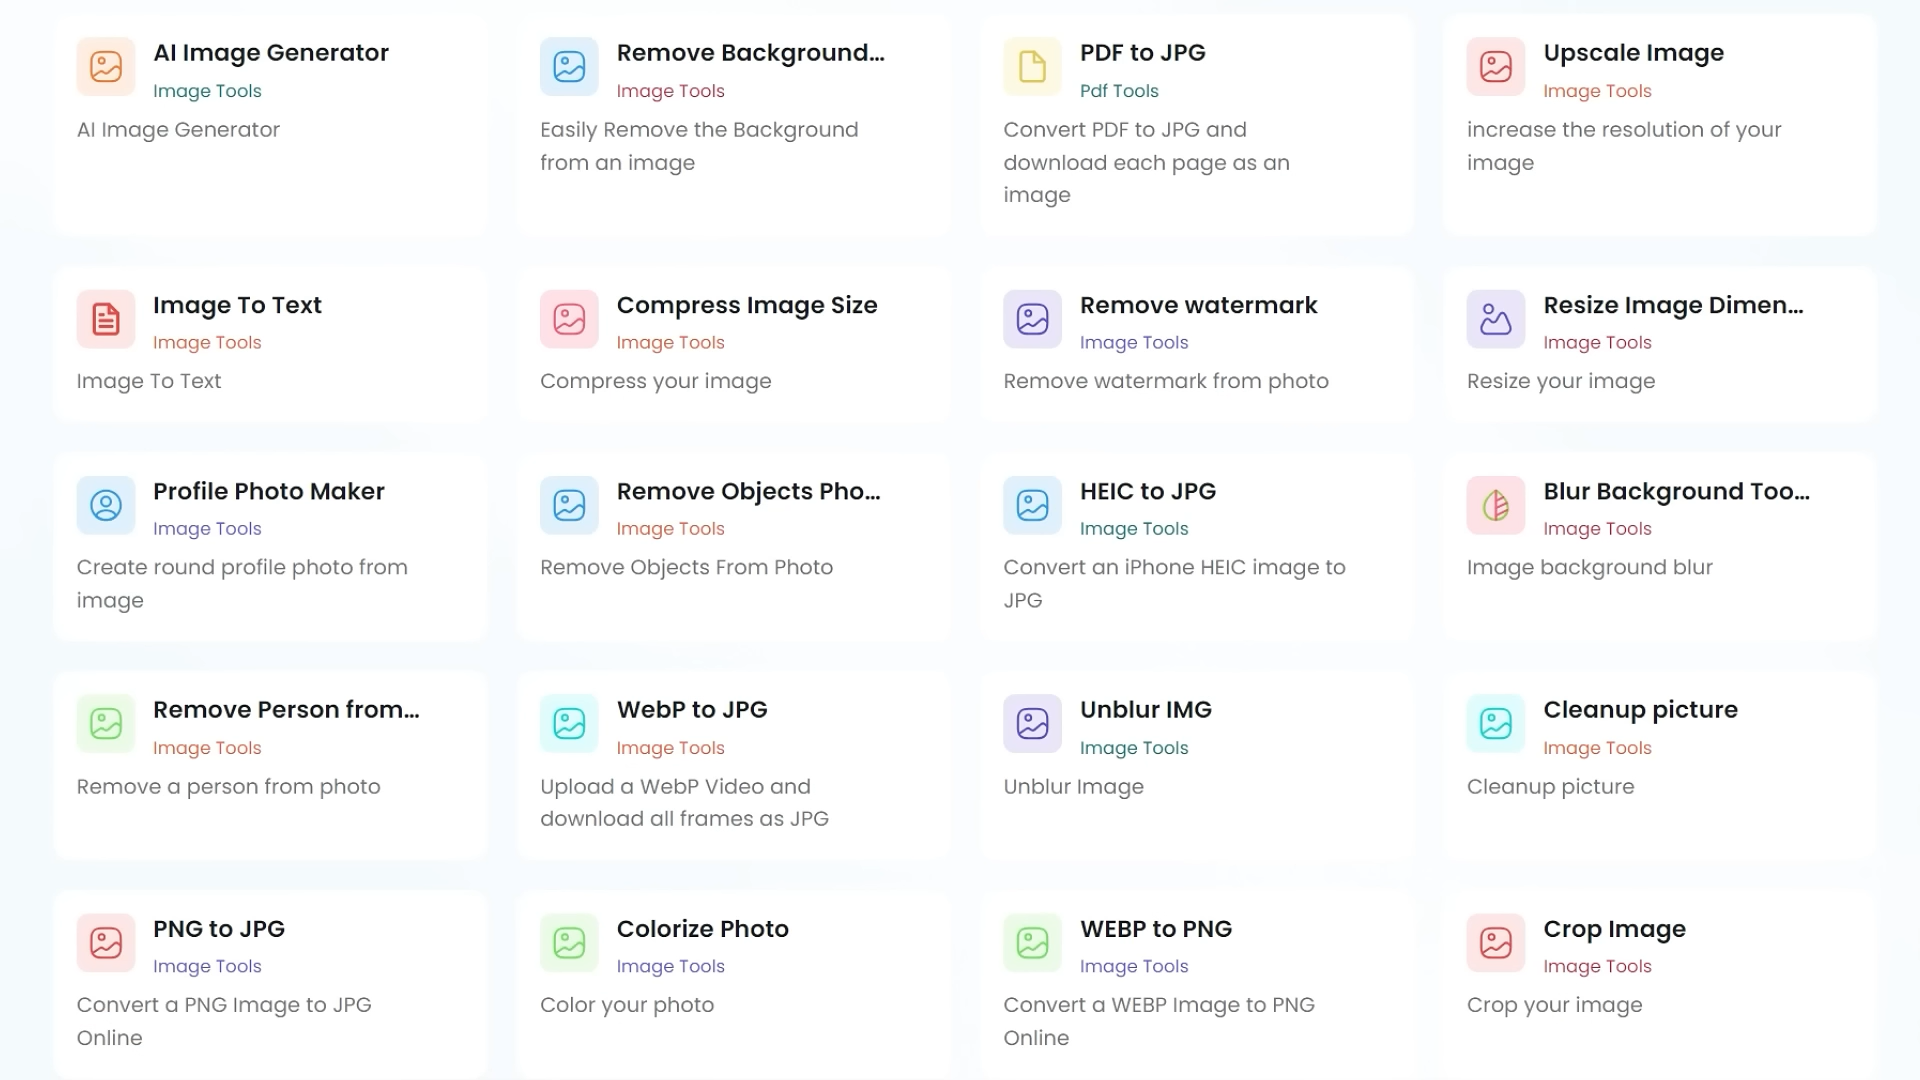 AI Image Generator
Image Tools
AI Image Generator
Remove Background...
Image Tools
Easily Remove the Background
from an image
PDF to JPG
Pdf Tools
Convert PDF to JPG and
download each page as an
image
Upscale Image
Image Tools
increase the resolution of your
image
Image To Text
Image Tools
Image To Text
Compress Image Size
Image Tools
Compress your image
Remove watermark
Image Tools
Remove watermark from photo
Resize Image Dimen...
Image Tools
Resize your image
Profile Photo Maker
Image Tools
Create round profile photo from
image
Remove Objects Pho...
Image Tools
Remove Objects From Photo
HEIC to JPG
Image Tools
Convert an iPhone HEIC image to
JPG
Blur Background Too...
Image Tools
Image background blur
Remove Person from...
Image Tools
Remove a person from photo
WebP to JPG
Image Tools
Upload a WebP Video and
download all frames as JPG
Unblur IMG
Image Tools
Unblur Image
Cleanup picture
Image Tools
Cleanup picture
PNG to JPG
Image Tools
Convert a PNG Image to JPG
Online
Colorize Photo
Image Tools
Color your photo
WEBP to PNG
Image Tools
Convert a WEBP Image to PNG
Online
Crop Image
Image Tools
Crop your image